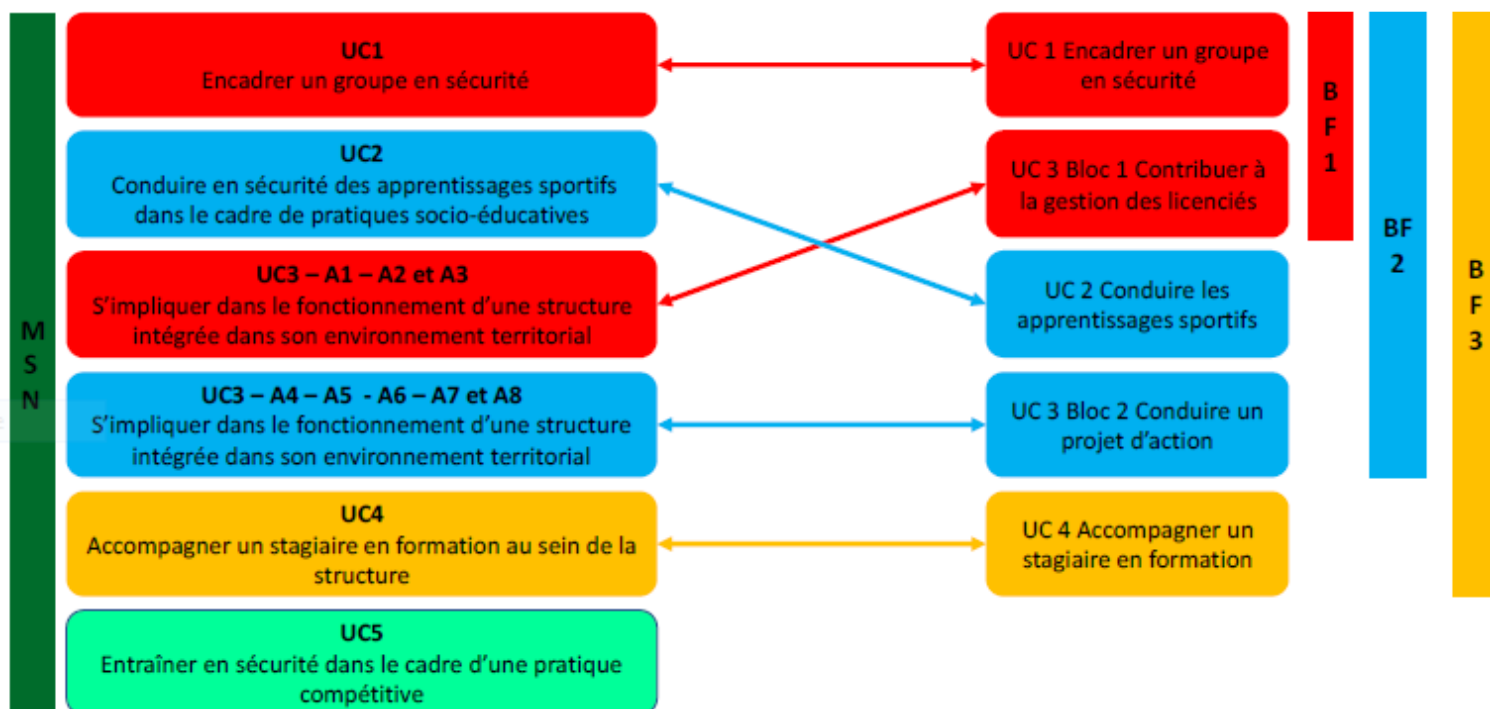 MSN
UC1
Encadrer un groupe en sécurité
UC2
Conduire en sécurité des apprentissages sportifs
dans le cadre de pratiques socio-éducatives
UC3 – A1 – A2 et A3
S'impliquer dans le fonctionnement d'une structure
intégrée dans son environnement territorial
UC3 – A4 – A5 - A6 – A7 et A8
S'impliquer dans le fonctionnement d'une structure
intégrée dans son environnement territorial
UC4
Accompagner un stagiaire en formation au sein de la
structure
UC5
Entraîner en sécurité dans le cadre d'une pratique
compétitive
UC 1 Encadrer un groupe
en sécurité
UC 3 Bloc 1 Contribuer à
la gestion des licenciés
UC 2 Conduire les
apprentissages sportifs
UC 3 Bloc 2 Conduire un
projet d'action
UC 4 Accompagner un
stagiaire en formation
BF1
BF
2
BF3